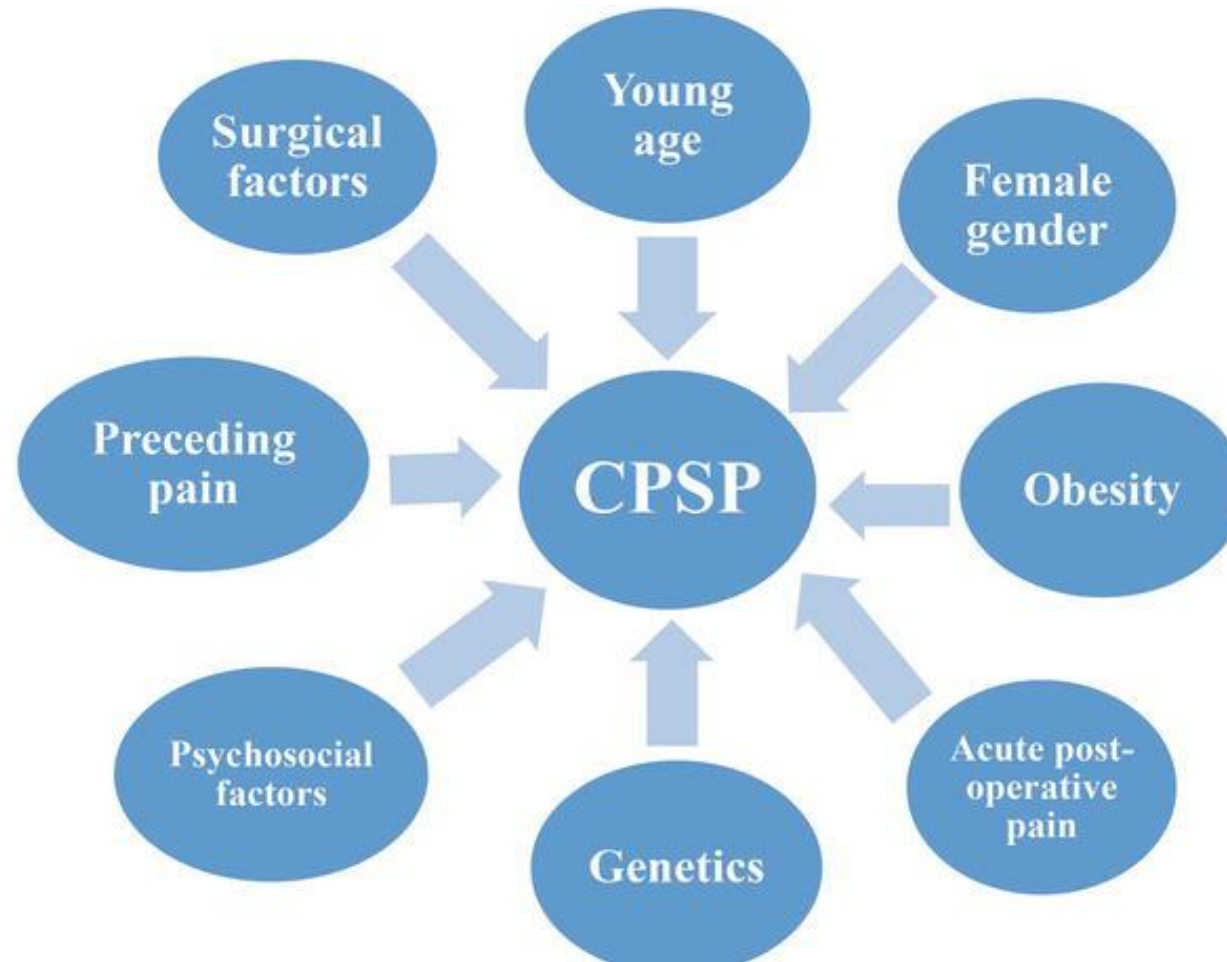 Young
age
Surgical
factors
Female
gender
Preceding
pain
CPSP
Obesity
Psychosocial
factors
Acute post-
operative
pain
Genetics